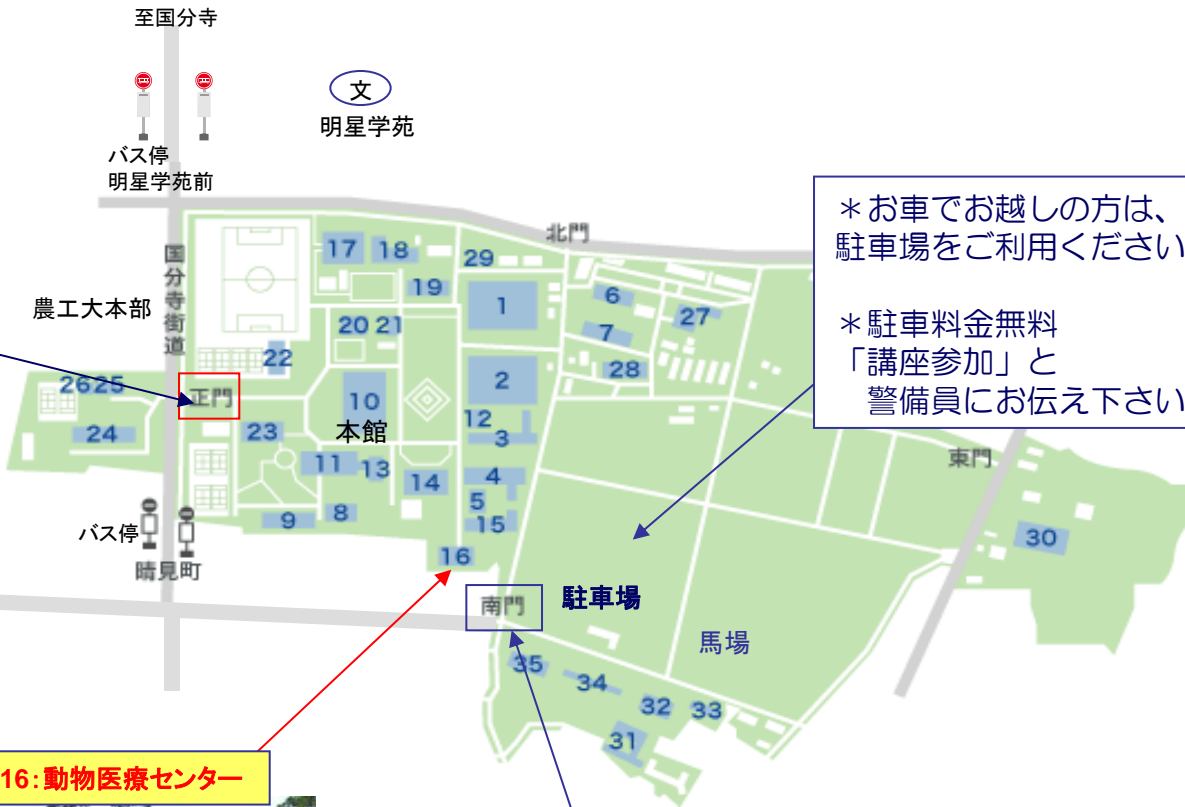 至国分寺
文
明星学苑
バス停
明星学苑前
*お車でお越しの方は、
駐車場をご利用ください
*駐車料金無料
「講座参加」と
警備員にお伝え下さい
北門
国分寺街道
農工大本部
17
18
29
19
1
6
7
27
20
21
22
28
2
26
25
正門
10
本館
12
3
24
23
11
13
14
4
5
15
東門
9
8
30
バス停
晴見町
16
南門
駐車場
馬場
35
34
32
33
31
16:動物医療センター